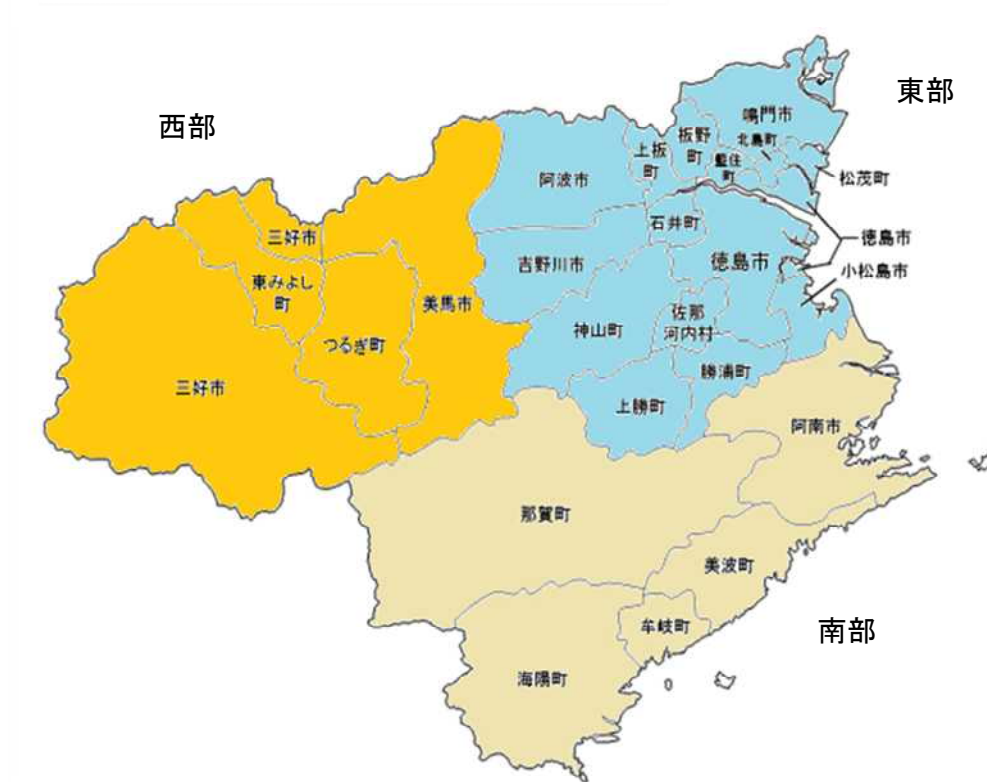 東部
西部
鳴門市
板野
町
北島町
上板
町
藍住
町
阿波市
松茂町
石井町
三好市
徳島市
吉野川市
徳島市
小松島市
東みよし
町
美馬市
佐那
河内村
神山町
つるぎ町
勝浦町
三好市
上勝町
阿南市
那賀町
美波町
牟岐町
南部
海陽町